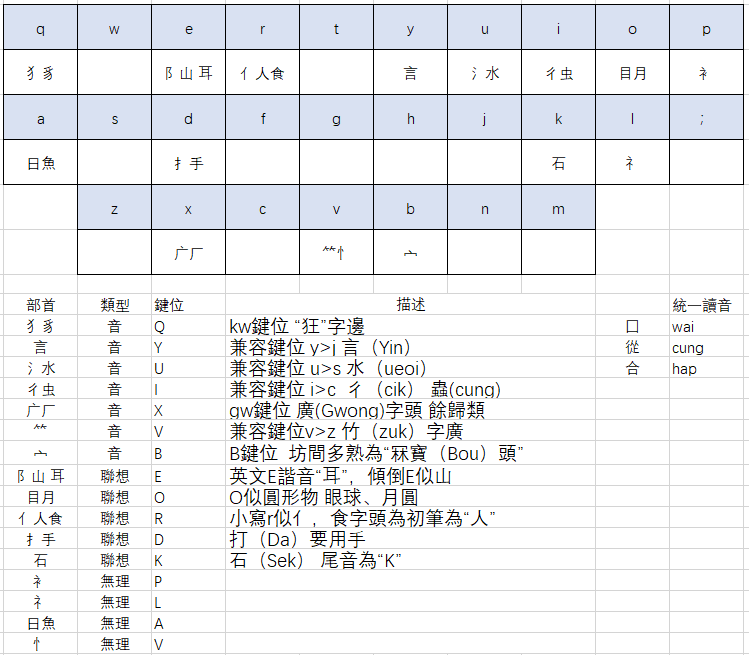 q w e r t y u i o p
犭豸 阝山 耳 亻人食 言 氵水 彳虫 目月 衤
a s d f g h j k l ;
日魚 扌手 石 礻
z x c v b n m
广厂 ⺮忄 亠
部首 類型 鍵位 描述 統一讀音
犭豸 音 Q kw鍵位 “狂”字邊 囗 wai
言 音 Y 兼容鍵位 y>j 言（Yin） 從 cung
氵水 音 U 兼容鍵位 u>s 水（ueoi） 合 hap
彳虫 音 I 兼容鍵位 i>c 彳（cik） 蟲(cung)
广厂 音 X gw鍵位 廣(Gwong)字頭 餘歸類
⺮ 音 V 兼容鍵位v>z 竹（zuk）字廣
亠 音 B B鍵位 坊間多熟為“冧寶（Bou）頭”
阝山 耳 聯想 E 英文E諧音“耳”，傾倒E似山
目月 聯想 O O似圓形物 眼球、月圓
亻人食 聯想 R 小寫r似亻，食字頭為初筆為“人”
扌手 聯想 D 打（Da）要用手
石 聯想 K 石（Sek） 尾音為“K”
衤 無理 P
礻 無理 L
日魚 無理 A
忄 無理 V